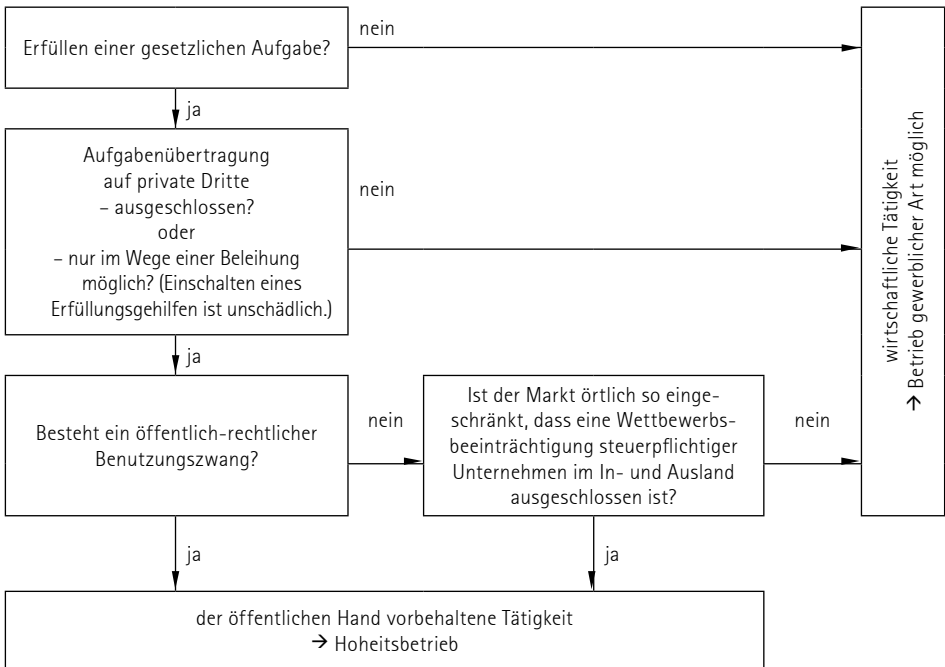 Erfüllen einer gesetzlichen Aufgabe?
nein
ja
Aufgabenübertragung
auf private Dritte
– ausgeschlossen?
oder
– nur im Wege einer Beleihung
möglich? (Einschalten eines
Erfüllungsgehilfen ist unschädlich.)
nein
ja
Besteht ein öffentlich-rechtlicher
Benutzungszwang?
nein
Ist der Markt örtlich so einge-
schränkt, dass eine Wettbewerbs-
beeinträchtigung steuerpflichtiger
Unternehmen im In- und Ausland
ausgeschlossen ist?
nein
wirtschaftliche Tätigkeit
→ Betrieb gewerblicher Art möglich
ja
ja
der öffentlichen Hand vorbehaltene Tätigkeit
→ Hoheitsbetrieb